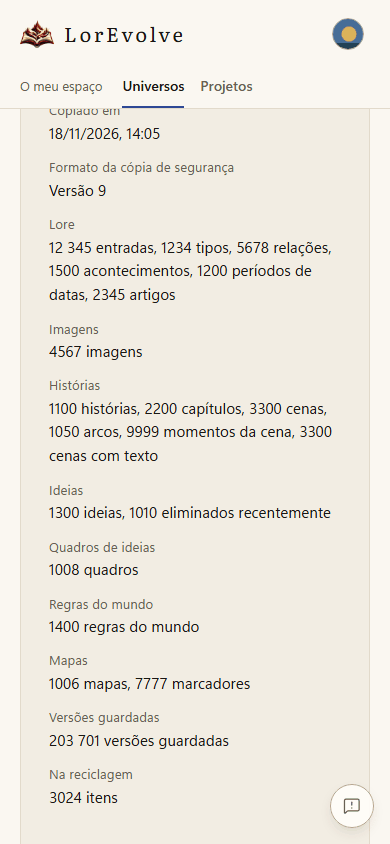 LorEvolve
O meu espaço Universos Projetos
Copiado em
18/11/2026, 14:05
Formato da cópia de segurança
Versão 9
Lore
12 345 entradas, 1234 tipos, 5678 relações,
1500 acontecimentos, 1200 períodos de
datas, 2345 artigos
Imagens
4567 imagens
Histórias
1100 histórias, 2200 capítulos, 3300 cenas,
1050 arcos, 9999 momentos da cena, 3300
cenas com texto
Ideias
1300 ideias, 1010 eliminados recentemente
Quadros de ideias
1008 quadros
Regras do mundo
1400 regras do mundo
Mapas
1006 mapas, 7777 marcadores
Versões guardadas
203 701 versões guardadas
Na reciclagem
3024 itens